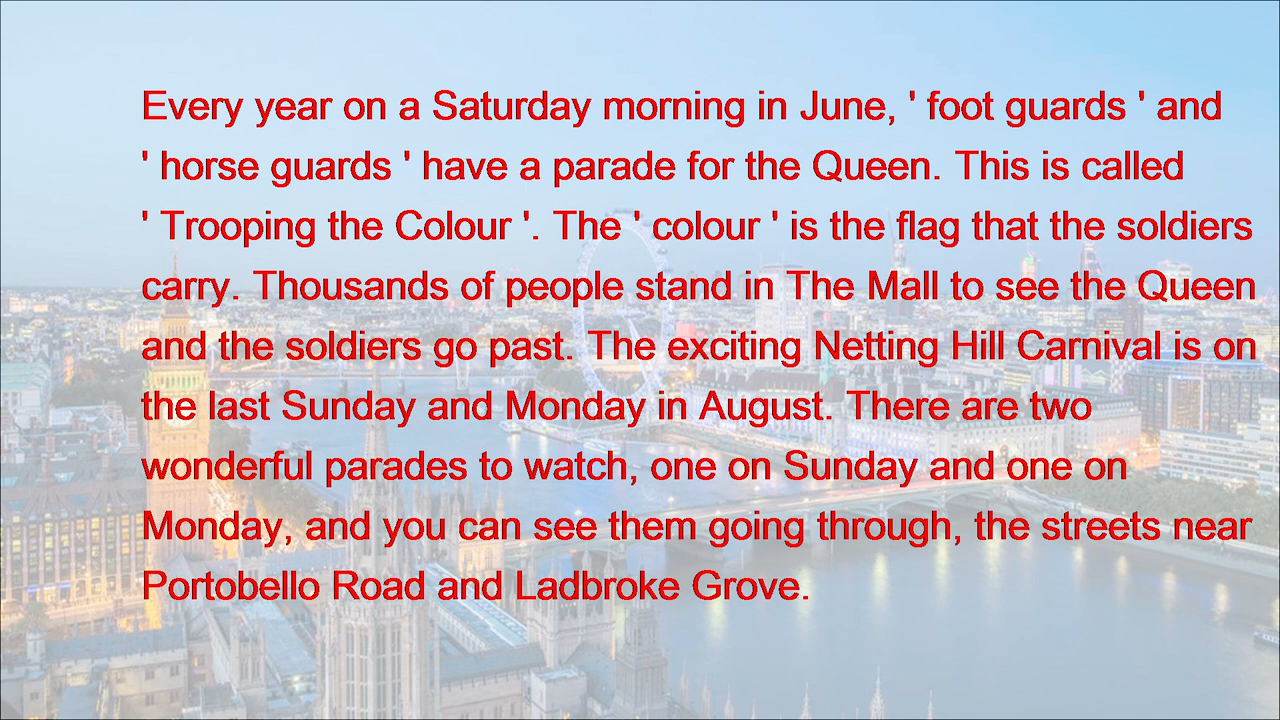 Every year on a Saturday morning in June, ' foot guards ' and
' horse guards ' have a parade for the Queen. This is called
' Trooping the Colour '. The ' colour ' is the flag that the soldiers
carry. Thousands of people stand in The Mall to see the Queen
and the soldiers go past. The exciting Netting Hill Carnival is on
the last Sunday and Monday in August. There are two
wonderful parades to watch, one on Sunday and one on
Monday, and you can see them going through, the streets near
Portobello Road and Ladbroke Grove.